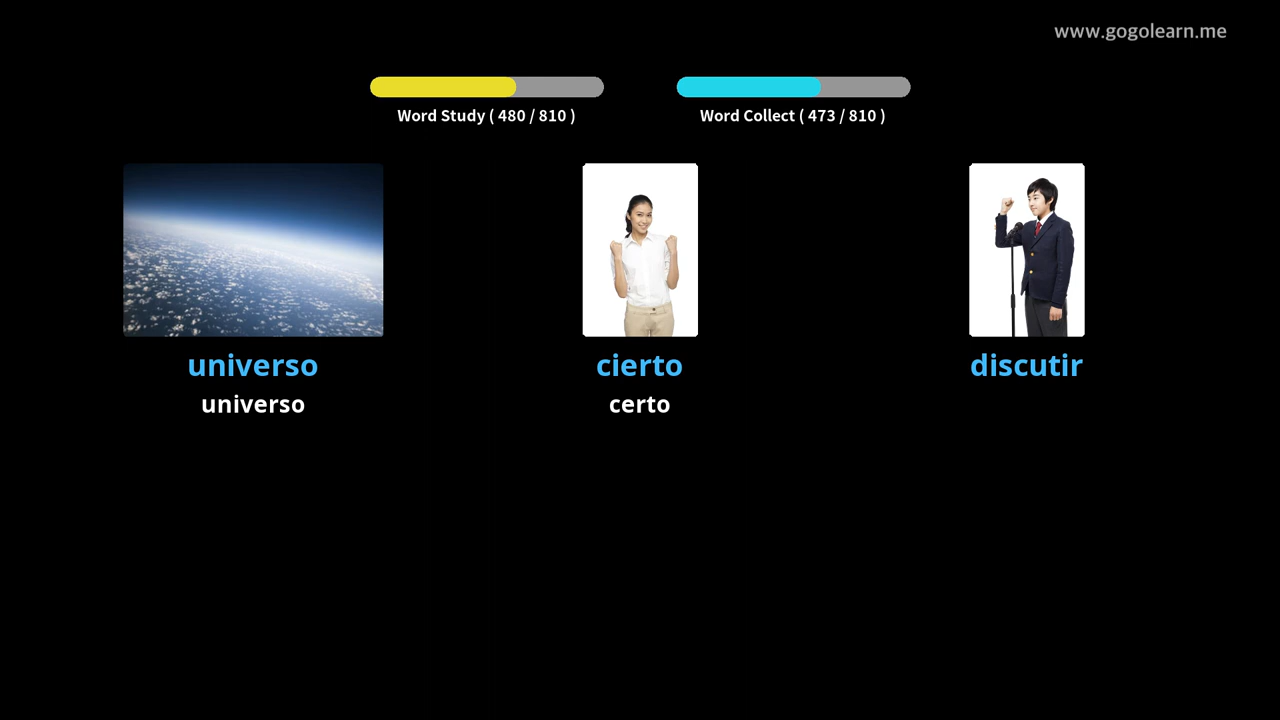 www.gogolearn.me
Word Study ( 480 / 810 )
Word Collect ( 473 / 810 )
universo
cierto
discutir
universo
certo